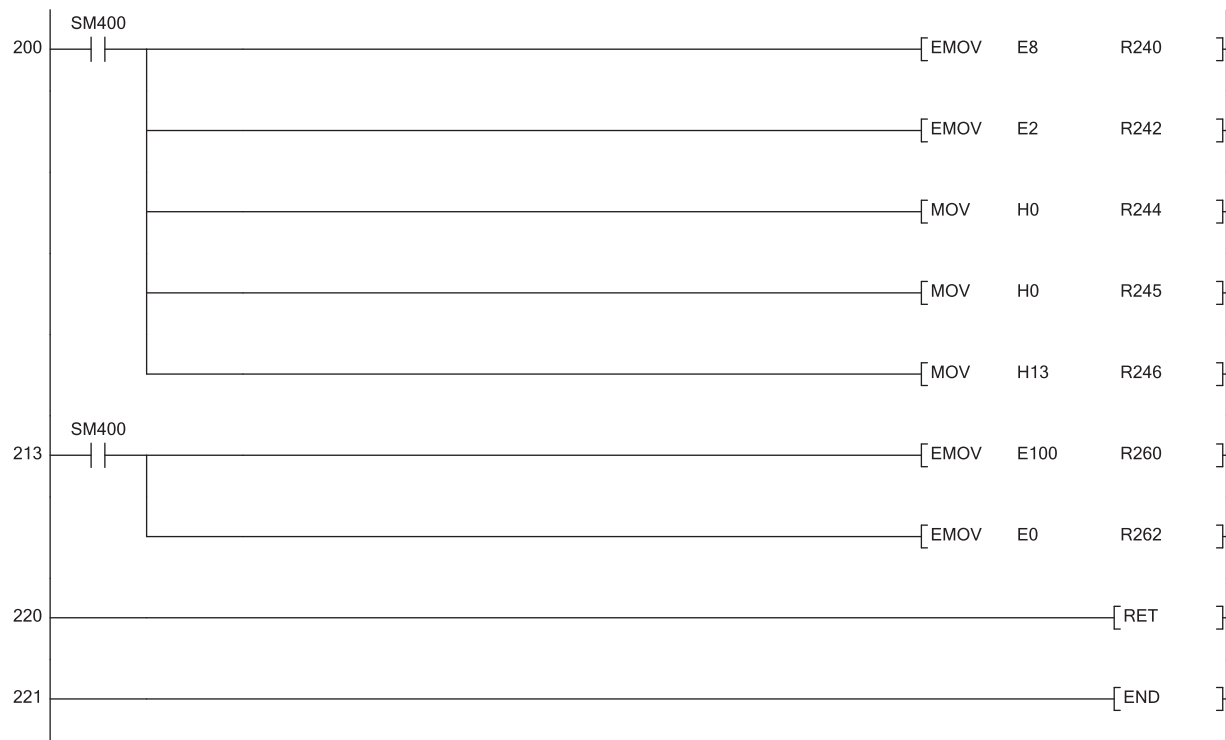 SM400
200 EMOV E8 R240
EMOV E2 R242
MOV H0 R244
MOV H0 R245
MOV H13 R246
SM400
213 EMOV E100 R260
EMOV E0 R262
220 RET
221 END